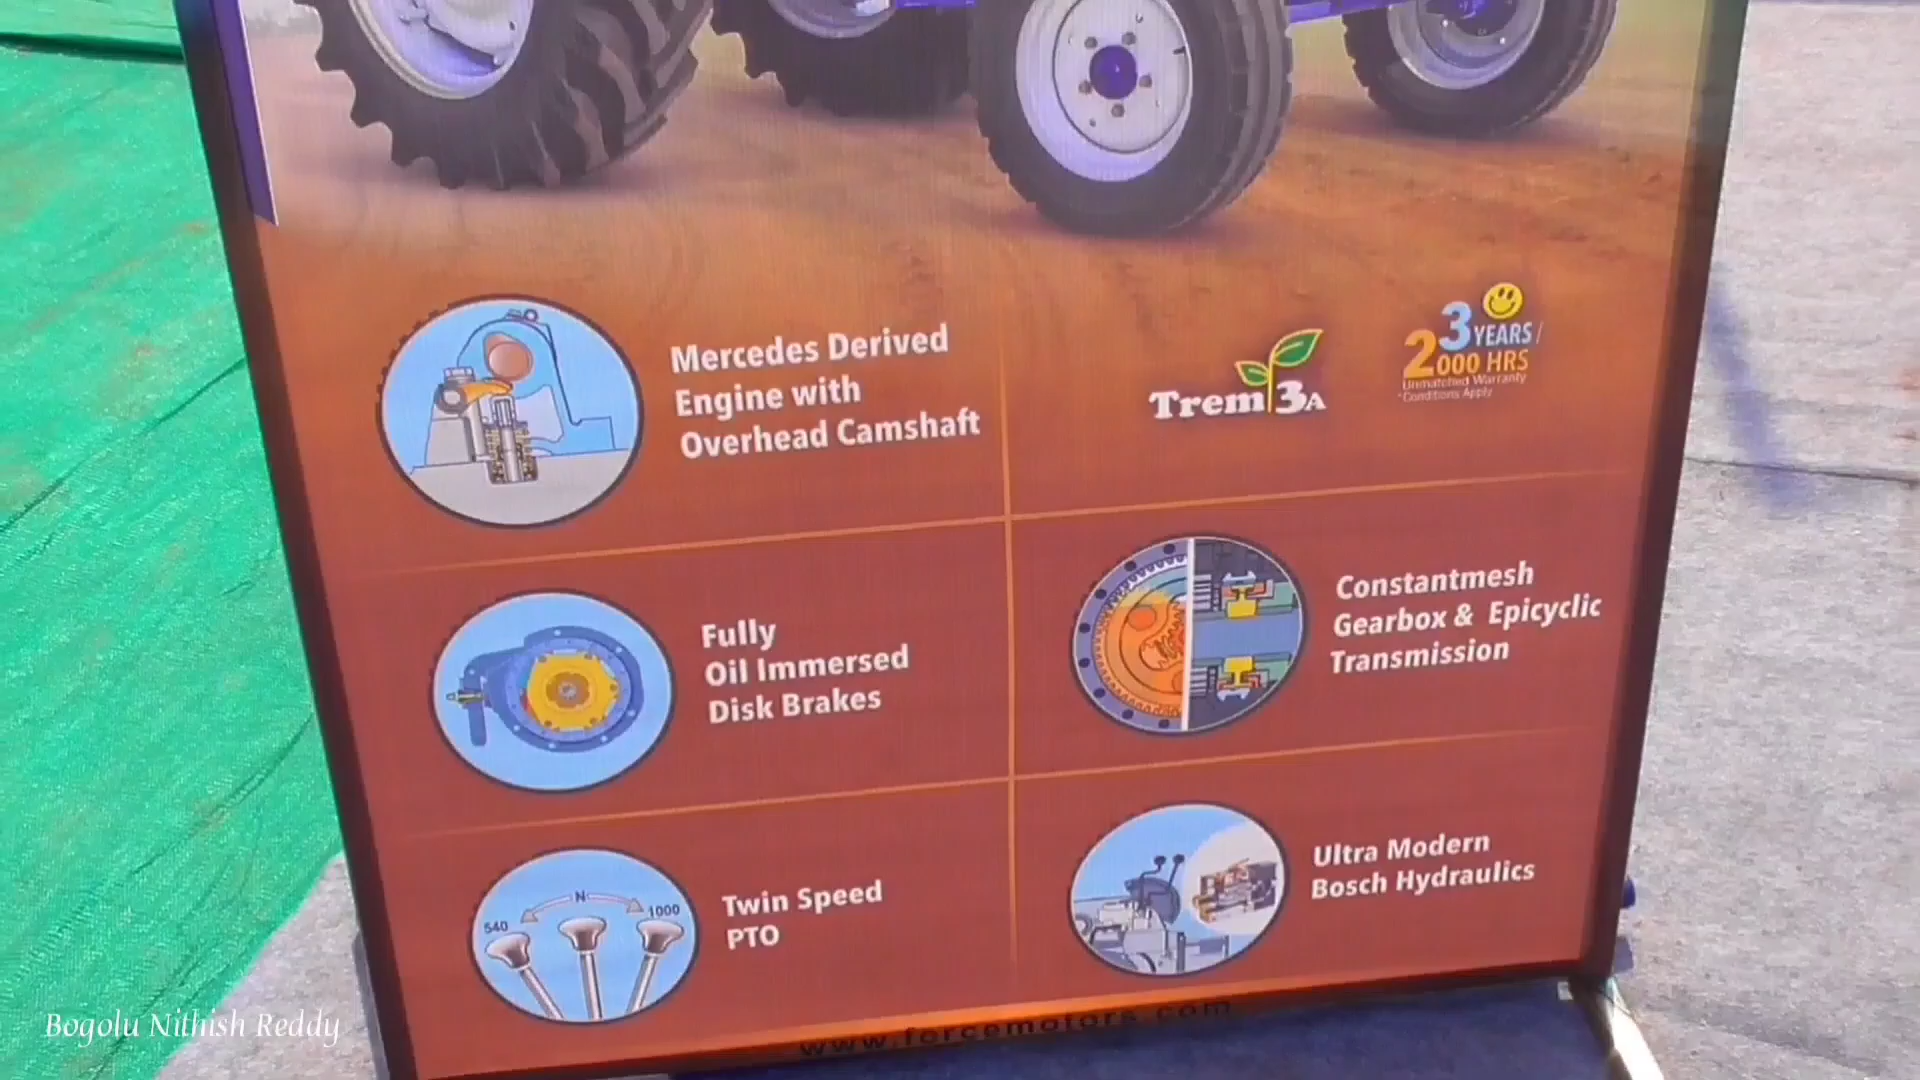 Mercedes Derived
Engine with
Overhead Camshaft
Trem 3A
3 YEARS /
2000 HRS
Unmatched Warranty
*Conditions Apply
Fully
Oil Immersed
Disk Brakes
Constantmesh
Gearbox & Epicyclic
Transmission
540 N 1000
Twin Speed
PTO
Ultra Modern
Bosch Hydraulics
www.forcemotors.com
Bogolu Nithish Reddy